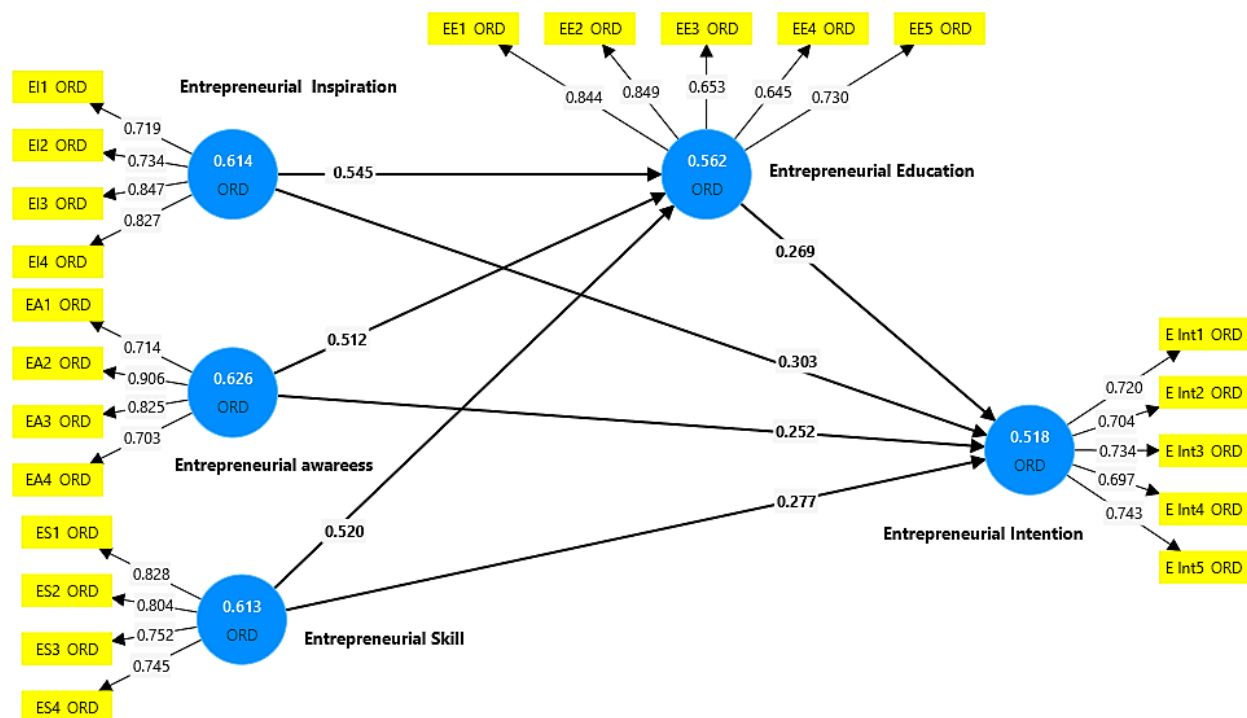 EE1 ORD
EE2 ORD
EE3 ORD
EE4 ORD
EE5 ORD
0.844
0.849
0.653
0.645
0.730
Entrepreneurial Inspiration
EI1 ORD
EI2 ORD
EI3 ORD
EI4 ORD
0.719
0.734
0.847
0.827
0.614
ORD
0.545
0.562
ORD
Entrepreneurial Education
0.269
EA1 ORD
EA2 ORD
EA3 ORD
EA4 ORD
0.714
0.906
0.825
0.703
0.626
ORD
Entrepreneurial awareess
0.512
0.303
0.252
E Int1 ORD
E Int2 ORD
E Int3 ORD
E Int4 ORD
E Int5 ORD
0.720
0.704
0.734
0.697
0.743
0.518
ORD
Entrepreneurial Intention
0.277
0.520
ES1 ORD
ES2 ORD
ES3 ORD
ES4 ORD
0.828
0.804
0.752
0.745
0.613
ORD
Entrepreneurial Skill